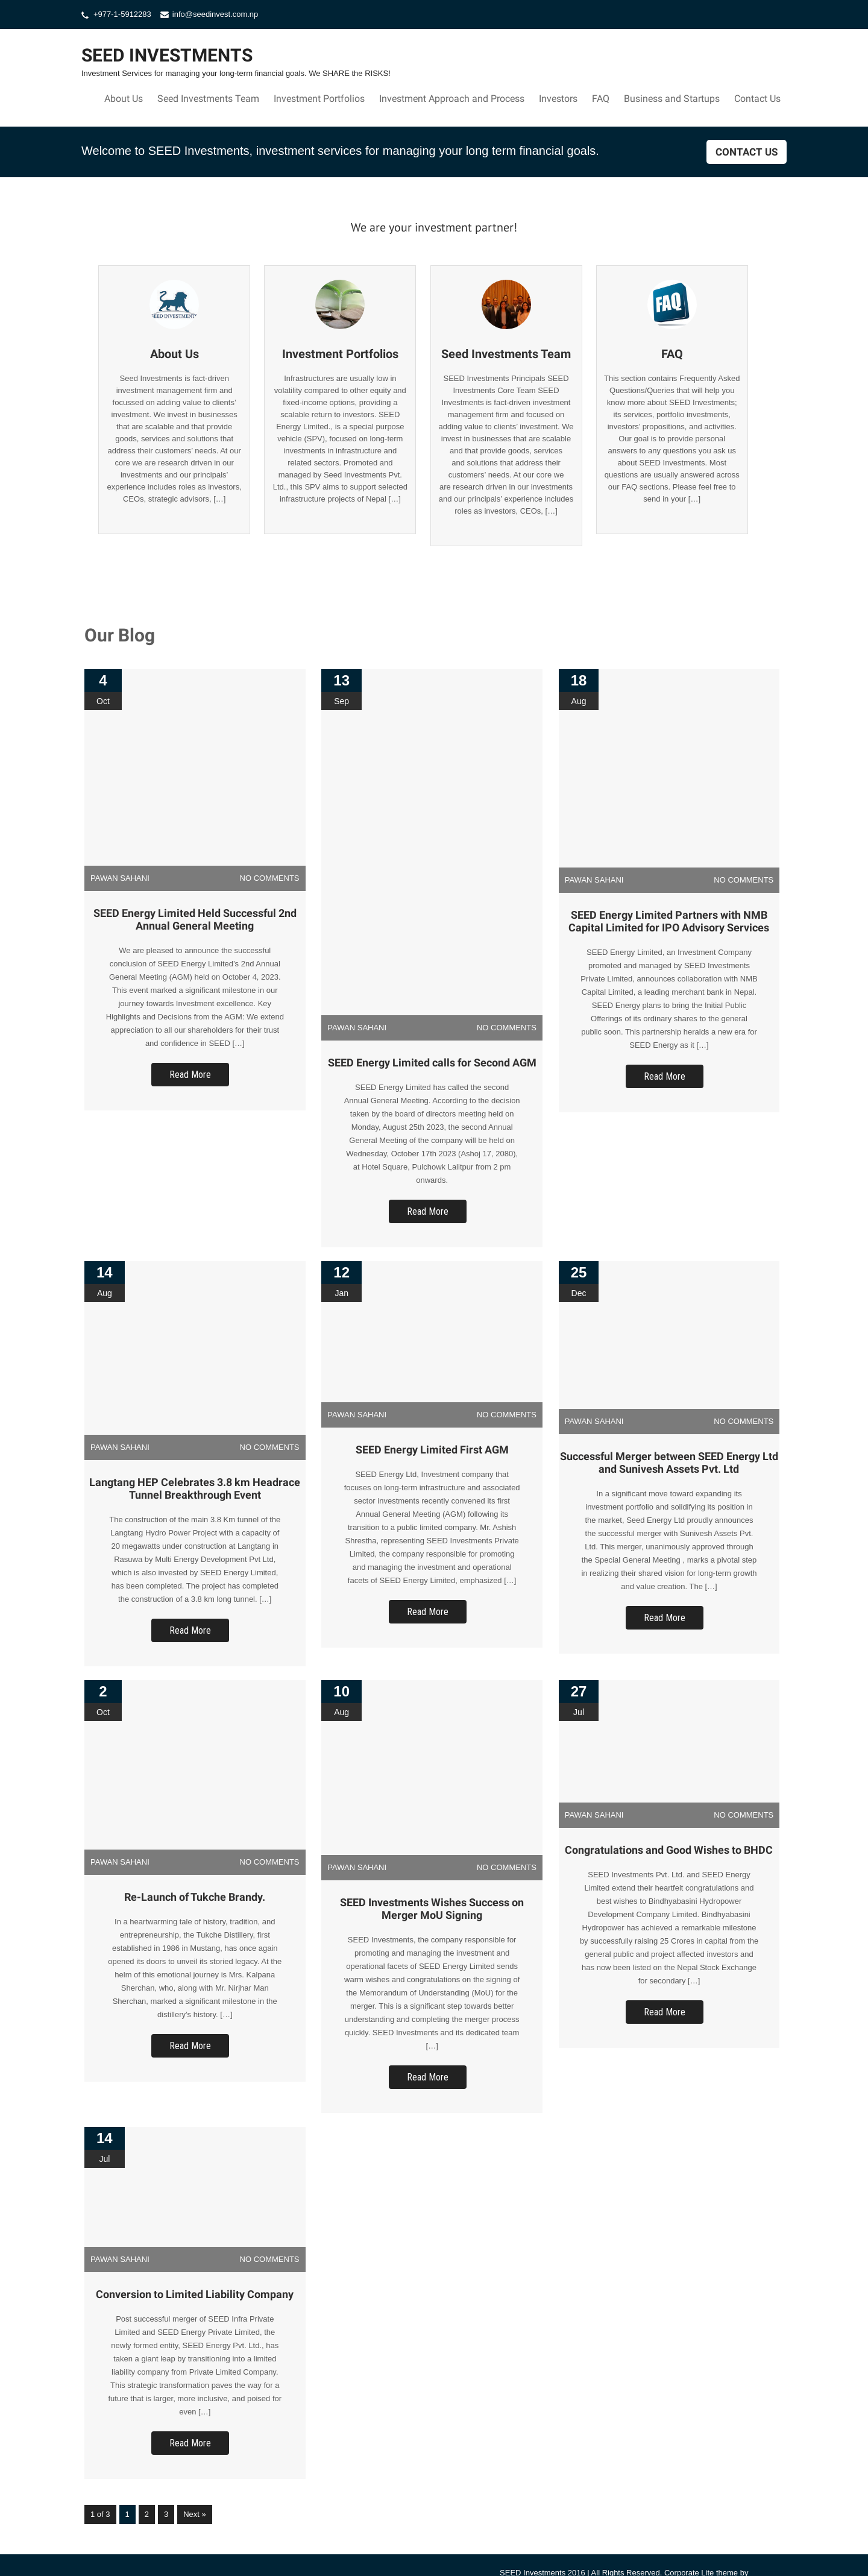 +977-1-5912283 info@seedinvest.com.np
SEED INVESTMENTS
Investment Services for managing your long-term financial goals. We SHARE the RISKS!
About Us Seed Investments Team Investment Portfolios Investment Approach and Process Investors FAQ Business and Startups Contact Us
Welcome to SEED Investments, investment services for managing your long term financial goals.
CONTACT US
We are your investment partner!
SEED INVESTMENT
About Us
Seed Investments is fact-driven
investment management firm and
focussed on adding value to clients'
investment. We invest in businesses
that are scalable and that provide
goods, services and solutions that
address their customers' needs. At our
core we are research driven in our
investments and our principals'
experience includes roles as investors,
CEOs, strategic advisors, […]
Investment Portfolios
Infrastructures are usually low in
volatility compared to other equity and
fixed-income options, providing a
scalable return to investors. SEED
Energy Limited., is a special purpose
vehicle (SPV), focused on long-term
investments in infrastructure and
related sectors. Promoted and
managed by Seed Investments Pvt.
Ltd., this SPV aims to support selected
infrastructure projects of Nepal […]
Seed Investments Team
SEED Investments Principals SEED
Investments Core Team SEED
Investments is fact-driven investment
management firm and focused on
adding value to clients' investment. We
invest in businesses that are scalable
and that provide goods, services
and solutions that address their
customers' needs. At our core we
are research driven in our investments
and our principals' experience includes
roles as investors, CEOs, […]
FAQ
FAQ
This section contains Frequently Asked
Questions/Queries that will help you
know more about SEED Investments;
its services, portfolio investments,
investors' propositions, and activities.
Our goal is to provide personal
answers to any questions you ask us
about SEED Investments. Most
questions are usually answered across
our FAQ sections. Please feel free to
send in your […]
Our Blog
4
Oct
PAWAN SAHANI NO COMMENTS
SEED Energy Limited Held Successful 2nd
Annual General Meeting
We are pleased to announce the successful
conclusion of SEED Energy Limited's 2nd Annual
General Meeting (AGM) held on October 4, 2023.
This event marked a significant milestone in our
journey towards Investment excellence. Key
Highlights and Decisions from the AGM: We extend
appreciation to all our shareholders for their trust
and confidence in SEED […]
Read More
13
Sep
PAWAN SAHANI NO COMMENTS
SEED Energy Limited calls for Second AGM
SEED Energy Limited has called the second
Annual General Meeting. According to the decision
taken by the board of directors meeting held on
Monday, August 25th 2023, the second Annual
General Meeting of the company will be held on
Wednesday, October 17th 2023 (Ashoj 17, 2080),
at Hotel Square, Pulchowk Lalitpur from 2 pm
onwards.
Read More
18
Aug
PAWAN SAHANI NO COMMENTS
SEED Energy Limited Partners with NMB
Capital Limited for IPO Advisory Services
SEED Energy Limited, an Investment Company
promoted and managed by SEED Investments
Private Limited, announces collaboration with NMB
Capital Limited, a leading merchant bank in Nepal.
SEED Energy plans to bring the Initial Public
Offerings of its ordinary shares to the general
public soon. This partnership heralds a new era for
SEED Energy as it […]
Read More
14
Aug
PAWAN SAHANI NO COMMENTS
Langtang HEP Celebrates 3.8 km Headrace
Tunnel Breakthrough Event
The construction of the main 3.8 Km tunnel of the
Langtang Hydro Power Project with a capacity of
20 megawatts under construction at Langtang in
Rasuwa by Multi Energy Development Pvt Ltd,
which is also invested by SEED Energy Limited,
has been completed. The project has completed
the construction of a 3.8 km long tunnel. […]
Read More
12
Jan
PAWAN SAHANI NO COMMENTS
SEED Energy Limited First AGM
SEED Energy Ltd, Investment company that
focuses on long-term infrastructure and associated
sector investments recently convened its first
Annual General Meeting (AGM) following its
transition to a public limited company. Mr. Ashish
Shrestha, representing SEED Investments Private
Limited, the company responsible for promoting
and managing the investment and operational
facets of SEED Energy Limited, emphasized […]
Read More
25
Dec
PAWAN SAHANI NO COMMENTS
Successful Merger between SEED Energy Ltd
and Sunivesh Assets Pvt. Ltd
In a significant move toward expanding its
investment portfolio and solidifying its position in
the market, Seed Energy Ltd proudly announces
the successful merger with Sunivesh Assets Pvt.
Ltd. This merger, unanimously approved through
the Special General Meeting , marks a pivotal step
in realizing their shared vision for long-term growth
and value creation. The […]
Read More
2
Oct
PAWAN SAHANI NO COMMENTS
Re-Launch of Tukche Brandy.
In a heartwarming tale of history, tradition, and
entrepreneurship, the Tukche Distillery, first
established in 1986 in Mustang, has once again
opened its doors to unveil its storied legacy. At the
helm of this emotional journey is Mrs. Kalpana
Sherchan, who, along with Mr. Nirjhar Man
Sherchan, marked a significant milestone in the
distillery's history. […]
Read More
10
Aug
PAWAN SAHANI NO COMMENTS
SEED Investments Wishes Success on
Merger MoU Signing
SEED Investments, the company responsible for
promoting and managing the investment and
operational facets of SEED Energy Limited sends
warm wishes and congratulations on the signing of
the Memorandum of Understanding (MoU) for the
merger. This is a significant step towards better
understanding and completing the merger process
quickly. SEED Investments and its dedicated team
[…]
Read More
27
Jul
PAWAN SAHANI NO COMMENTS
Congratulations and Good Wishes to BHDC
SEED Investments Pvt. Ltd. and SEED Energy
Limited extend their heartfelt congratulations and
best wishes to Bindhyabasini Hydropower
Development Company Limited. Bindhyabasini
Hydropower has achieved a remarkable milestone
by successfully raising 25 Crores in capital from the
general public and project affected investors and
has now been listed on the Nepal Stock Exchange
for secondary […]
Read More
14
Jul
PAWAN SAHANI NO COMMENTS
Conversion to Limited Liability Company
Post successful merger of SEED Infra Private
Limited and SEED Energy Private Limited, the
newly formed entity, SEED Energy Pvt. Ltd., has
taken a giant leap by transitioning into a limited
liability company from Private Limited Company.
This strategic transformation paves the way for a
future that is larger, more inclusive, and poised for
even […]
Read More
1 of 3 1 2 3 Next »
SEED Investments 2016 | All Rights Reserved. Corporate Lite theme by